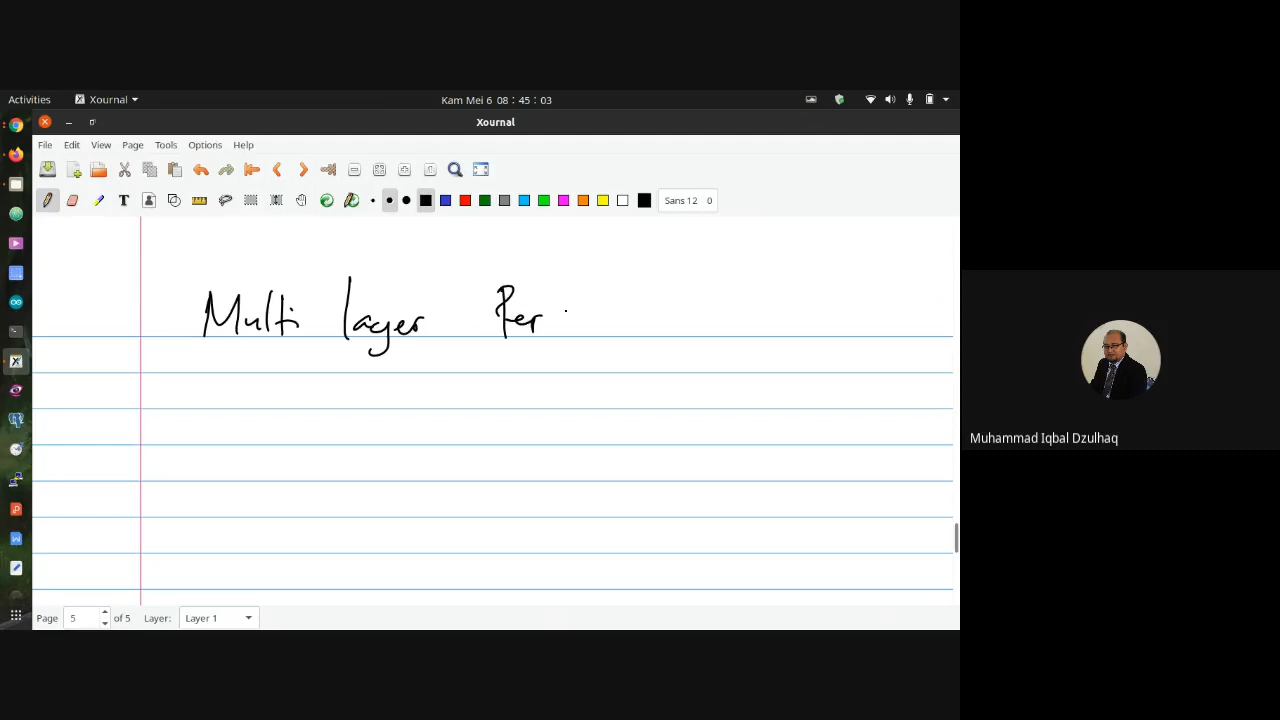 Activities Xournal Kam Mei 6 08:45:03
Xournal
File Edit View Page Tools Options Help
Sans 12 0
Multi layer Per
Muhammad Iqbal Dzulhaq
Page 5 of 5 Layer: Layer 1